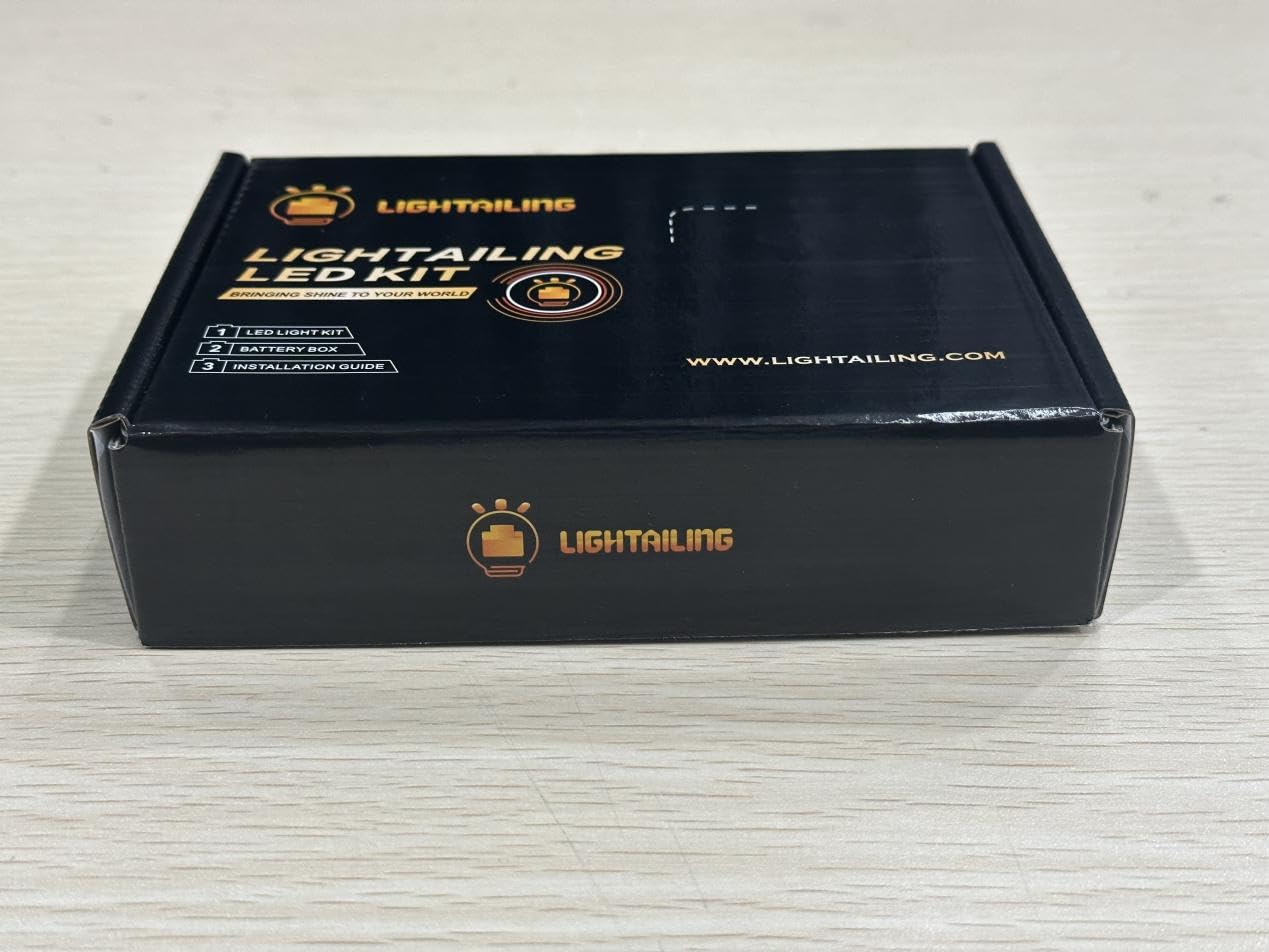 LIGHTAILING
LIGHTAILING
LED KIT
BRINGING SHINE TO YOUR WORLD
1 LED LIGHT KIT
2 BATTERY BOX
3 INSTALLATION GUIDE
WWW.LIGHTAILING.COM
LIGHTAILING